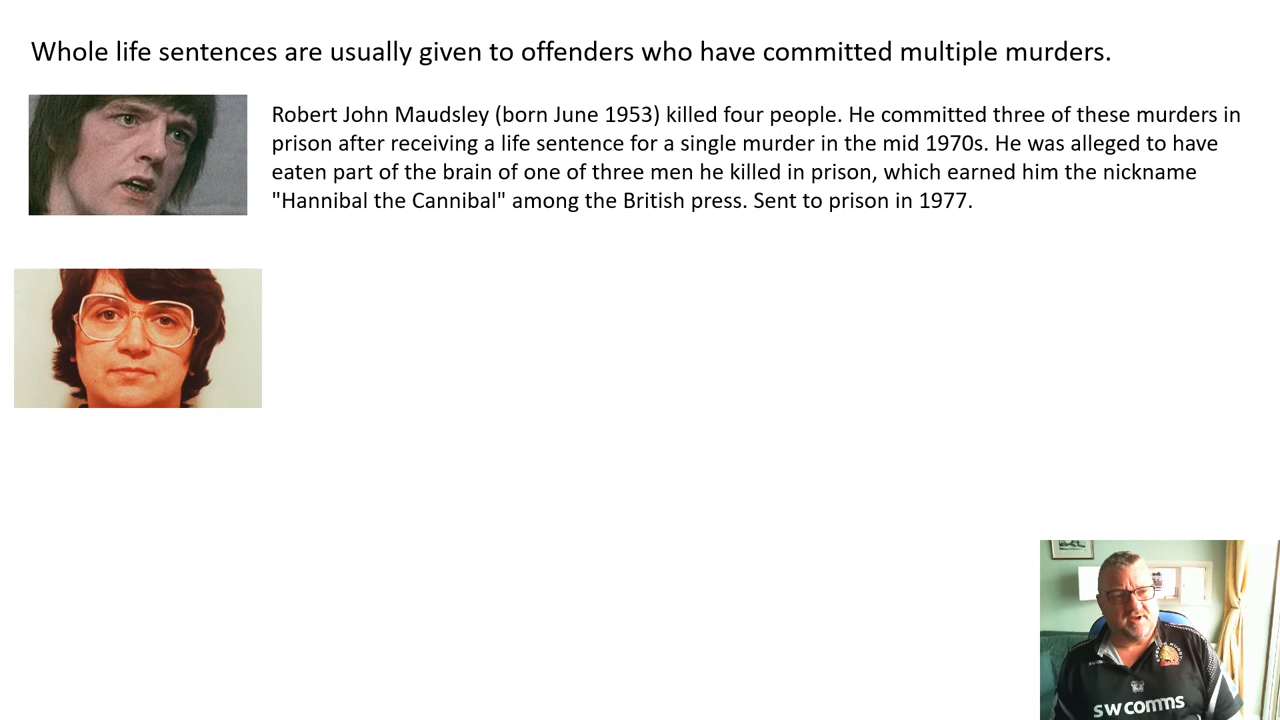 Whole life sentences are usually given to offenders who have committed multiple murders.
Robert John Maudsley (born June 1953) killed four people. He committed three of these murders in
prison after receiving a life sentence for a single murder in the mid 1970s. He was alleged to have
eaten part of the brain of one of three men he killed in prison, which earned him the nickname
"Hannibal the Cannibal" among the British press. Sent to prison in 1977.
sw comms